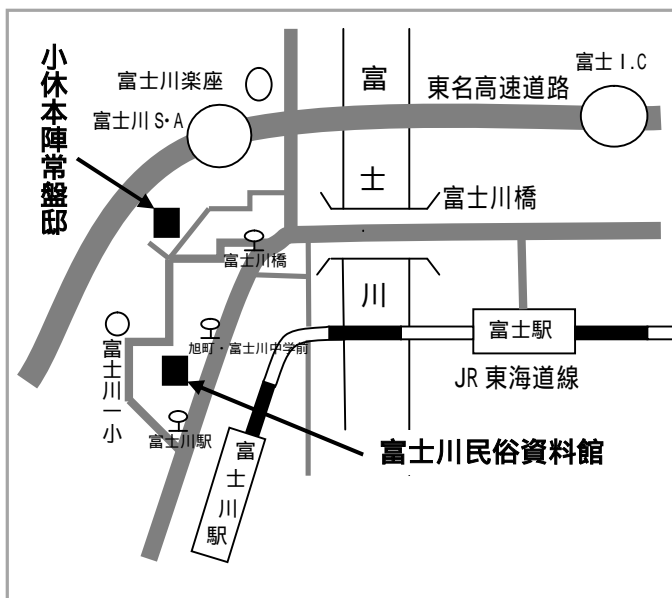 小休本陣常盤邸
富士川楽座
富士川 S・A
富士川
東名高速道路
富士 I.C
富士川橋
富士川橋
旭町・富士川中学前
富士駅
JR 東海道線
富士川一小
富士川駅
富士川駅
富士川民俗資料館